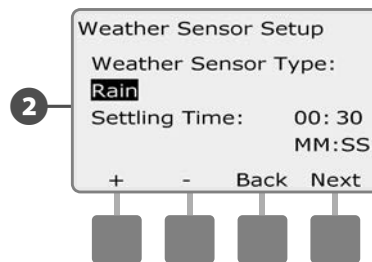 Weather Sensor Setup
Weather Sensor Type:
Rain
2
Settling Time: 00: 30
MM:SS
+ - Back Next